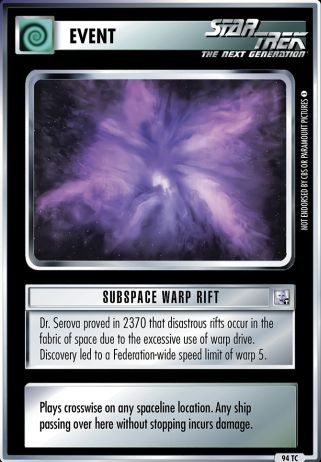 EVENT
STAR TREK
THE NEXT GENERATION
NOT ENDORSED BY CBS OR PARAMOUNT PICTURES
SUBSPACE WARP RIFT
Dr. Serova proved in 2370 that disastrous rifts occur in the
fabric of space due to the excessive use of warp drive.
Discovery led to a Federation-wide speed limit of warp 5.
Plays crosswise on any spaceline location. Any ship
passing over here without stopping incurs damage.
94 TC